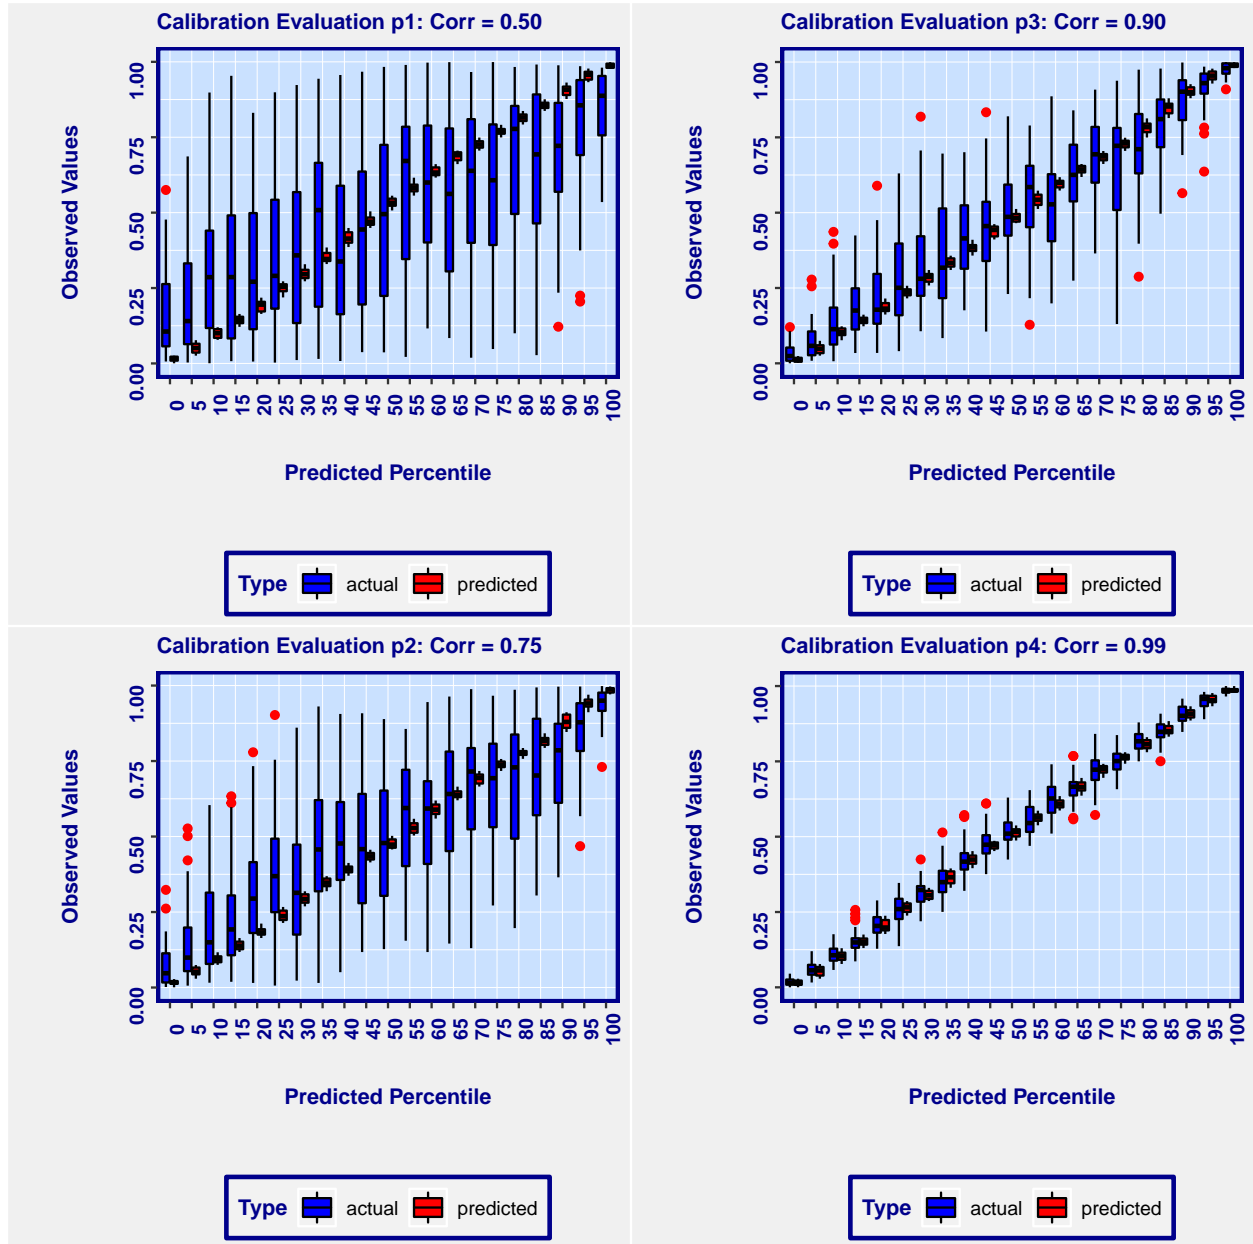 Calibration Evaluation p1: Corr = 0.50
Observed Values
1.00
0.75
0.50
0.25
0.00
0 5 10 15 20 25 30 35 40 45 50 55 60 65 70 75 80 85 90 95 100
Predicted Percentile
Type actual predicted
Calibration Evaluation p3: Corr = 0.90
Observed Values
1.00
0.75
0.50
0.25
0.00
0 5 10 15 20 25 30 35 40 45 50 55 60 65 70 75 80 85 90 95 100
Predicted Percentile
Type actual predicted
Calibration Evaluation p2: Corr = 0.75
Observed Values
1.00
0.75
0.50
0.25
0.00
0 5 10 15 20 25 30 35 40 45 50 55 60 65 70 75 80 85 90 95 100
Predicted Percentile
Type actual predicted
Calibration Evaluation p4: Corr = 0.99
Observed Values
1.00
0.75
0.50
0.25
0.00
0 5 10 15 20 25 30 35 40 45 50 55 60 65 70 75 80 85 90 95 100
Predicted Percentile
Type actual predicted